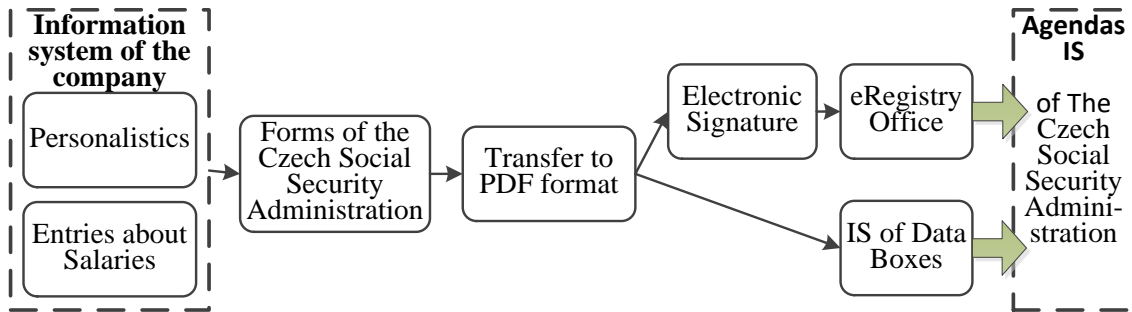 Information
system of the
company
Personalistics
Entries about
Salaries
Forms of the
Czech Social
Security
Administration
Transfer to
PDF format
Electronic
Signature
eRegistry
Office
IS of Data
Boxes
Agendas
IS
of The
Czech
Social
Security
Admini-
stration